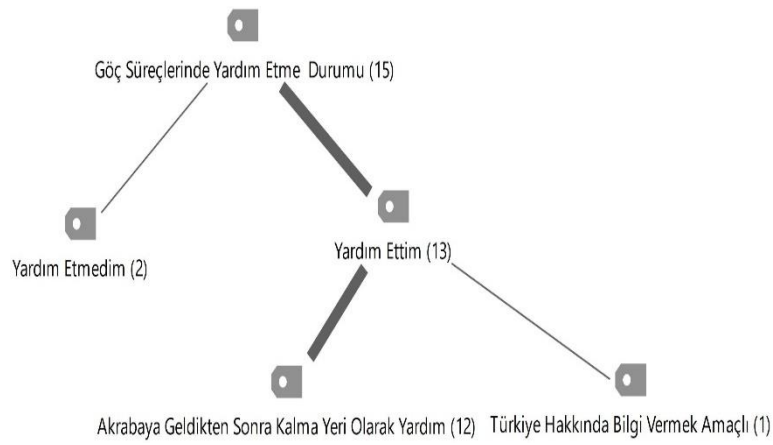 Göç Süreçlerinde Yardım Etme Durumu (15)
Yardım Etmedim (2)
Yardım Ettim (13)
Akrabaya Geldikten Sonra Kalma Yeri Olarak Yardım (12)
Türkiye Hakkında Bilgi Vermek Amaçlı (1)